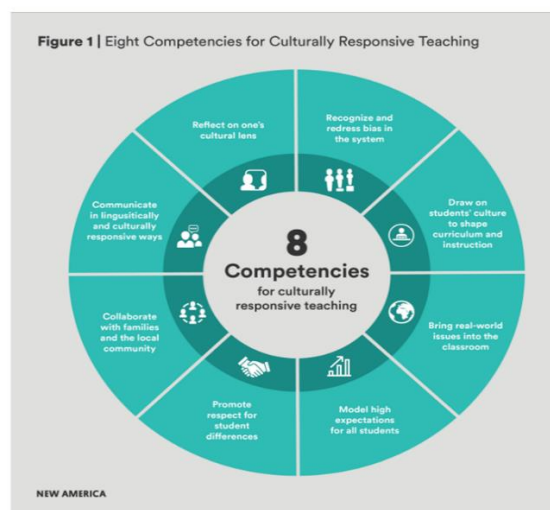 Figure 1 | Eight Competencies for Culturally Responsive Teaching
Reflect on one's
cultural lens
Recognize and
redress bias in
the system
Draw on
students' culture
to shape
curriculum and
instruction
Bring real-world
issues into the
classroom
Model high
expectations
for all students
Promote
respect for
student
differences
Collaborate
with families
and the local
community
Communicate
in lingusitically
and culturally
responsive ways
8
Competencies
for culturally
responsive teaching
NEW AMERICA